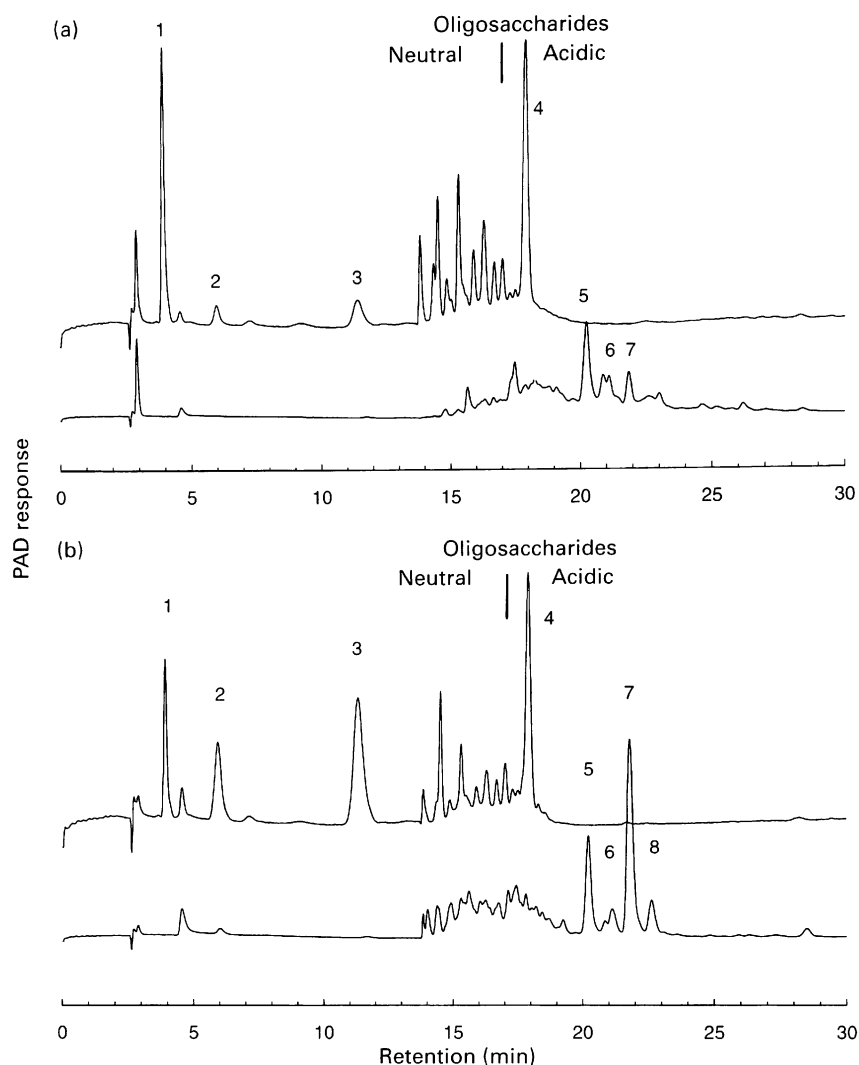 (a)
Oligosaccharides
Neutral Acidic
1
4
2
3
5
6 7
0 5 10 15 20 25 30
PAD response
(b)
Oligosaccharides
Neutral Acidic
1
4
3
2
7
5
6 8
0 5 10 15 20 25 30
Retention (min)